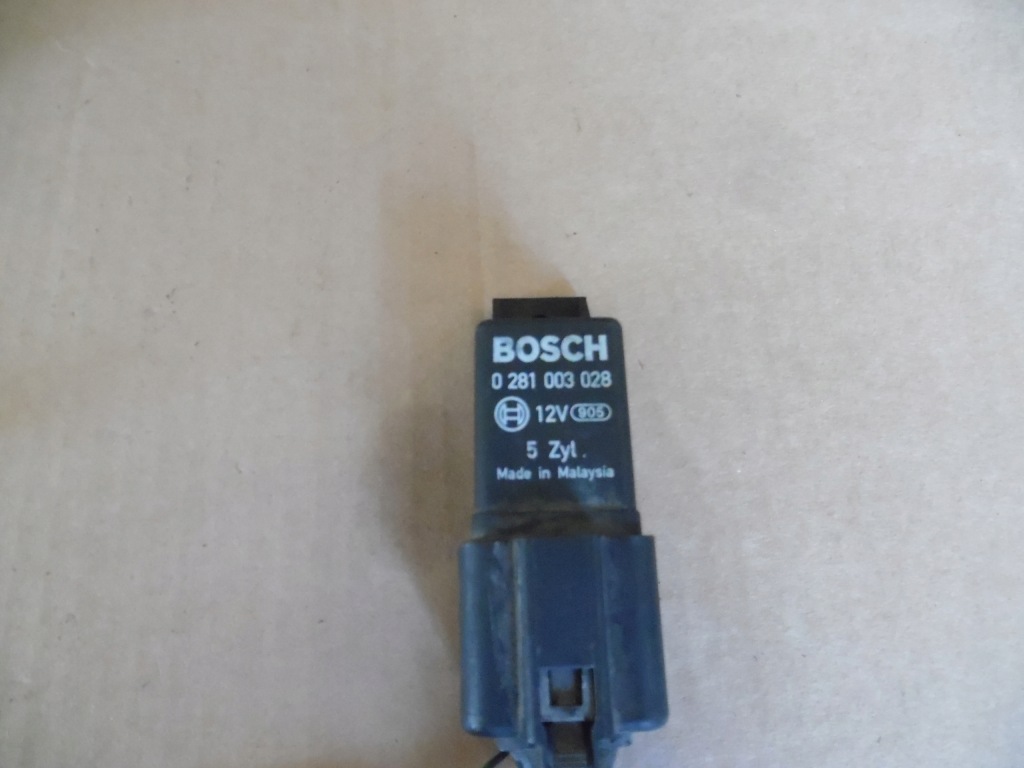 BOSCH
0 281 003 028
12V 905
5 Zyl.
Made in Malaysia